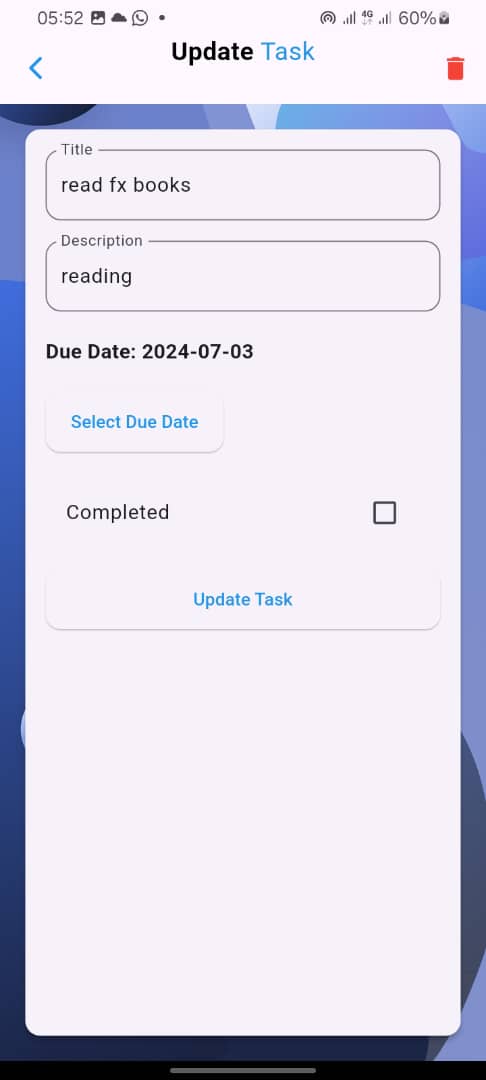 05:52 4G 60%
Update Task
Title
read fx books
Description
reading
Due Date: 2024-07-03
Select Due Date
Completed
Update Task